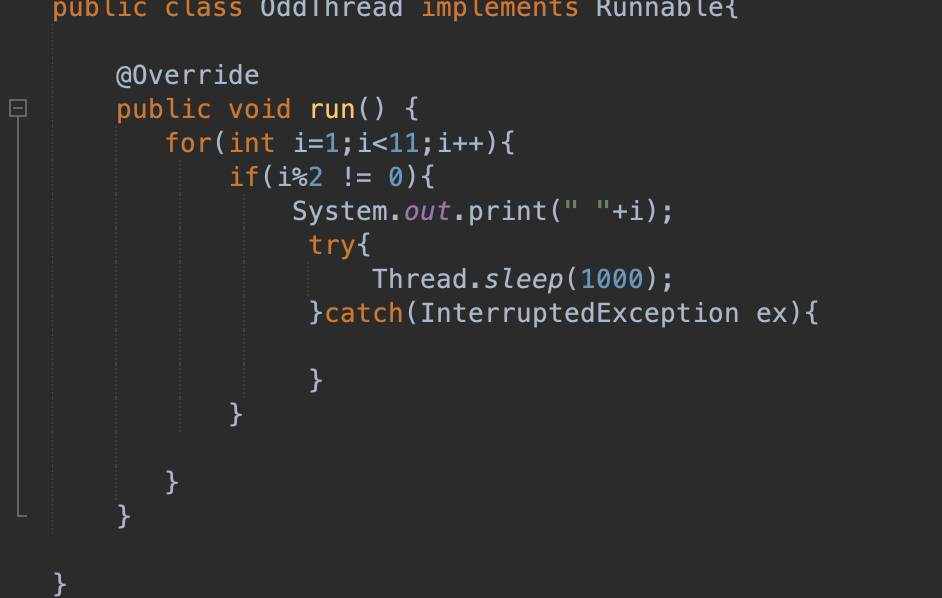 public class OddThread implements Runnable{
@Override
public void run() {
for(int i=1;i<11;i++){
if(i%2 != 0){
System.out.print(" "+i);
try{
Thread.sleep(1000);
}catch(InterruptedException ex){
}
}
}
}
}